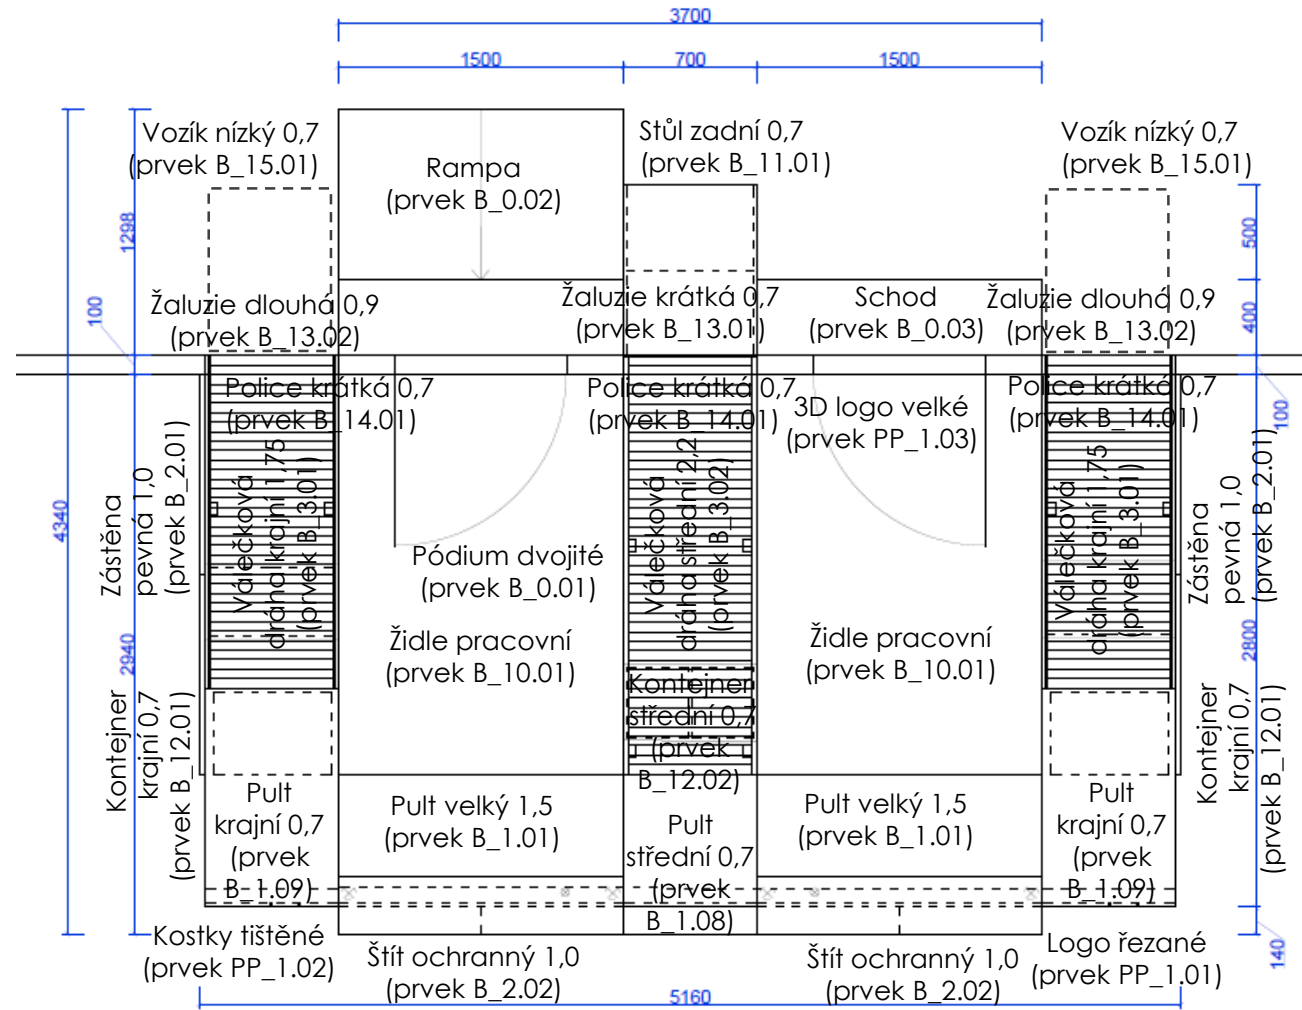 3700
1500
700
1500
Vozík nízký 0,7
(prvek B_15.01)
Rampa
(prvek B_0.02)
Stůl zadní 0,7
(prvek B_11.01)
Vozík nízký 0,7
(prvek B_15.01)
1298
500
100
Žaluzie dlouhá 0,9
(prvek B_13.02)
Žaluzie krátká 0,7
(prvek B_13.01)
Schod
(prvek B_0.03)
Žaluzie dlouhá 0,9
(prvek B_13.02)
400
Police krátká 0,7
(prvek B_14.01)
Police krátká 0,7
(prvek B_14.01)
3D logo velké
(prvek PP_1.03)
Police krátká 0,7
(prvek B_14.01)
100
4340
Zástěna
pevná 1,0
(prvek B_2.01)
Válečková
dráha krajní 1,75
(prvek B_3.01)
Válečková
dráha střední 2,2
(prvek B_3.02)
Válečková
dráha krajní 1,75
(prvek B_3.01)
Zástěna
pevná 1,0
(prvek B_2.01)
Pódium dvojité
(prvek B_0.01)
Židle pracovní
(prvek B_10.01)
Židle pracovní
(prvek B_10.01)
2940
2800
Kontejner
krajní 0,7
(prvek B_12.01)
Kontejner
střední 0,7
(prvek
B_12.02)
Kontejner
krajní 0,7
(prvek B_12.01)
Pult
krajní 0,7
(prvek
B_1.09)
Pult velký 1,5
(prvek B_1.01)
Pult
střední 0,7
(prvek
B_1.08)
Pult velký 1,5
(prvek B_1.01)
Pult
krajní 0,7
(prvek
B_1.09)
Kostky tištěné
(prvek PP_1.02)
Štít ochranný 1,0
(prvek B_2.02)
Štít ochranný 1,0
(prvek B_2.02)
Logo řezané
(prvek PP_1.01)
140
5160